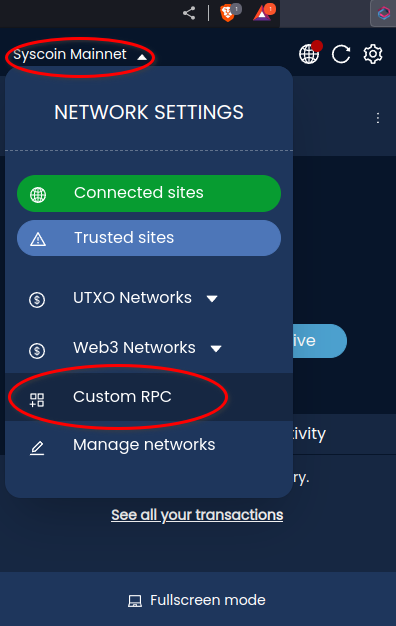 Syscoin Mainnet
NETWORK SETTINGS
Connected sites
Trusted sites
UTXO Networks
Web3 Networks
ive
Custom RPC
tivity
Manage networks
ry.
See all your transactions
Fullscreen mode